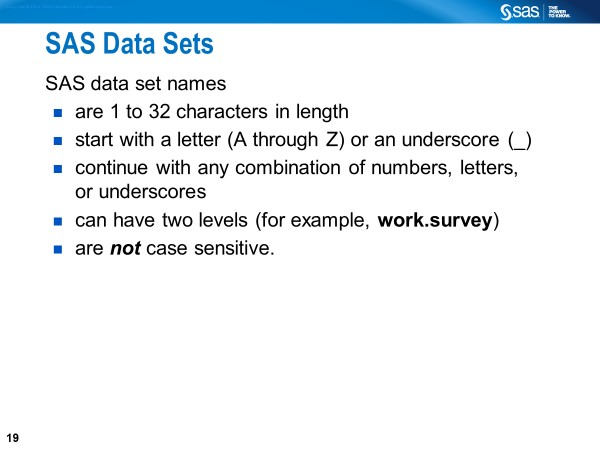 sas THE POWER TO KNOW.
SAS Data Sets
SAS data set names
are 1 to 32 characters in length
start with a letter (A through Z) or an underscore (_)
continue with any combination of numbers, letters,
or underscores
can have two levels (for example, work.survey)
are not case sensitive.
19